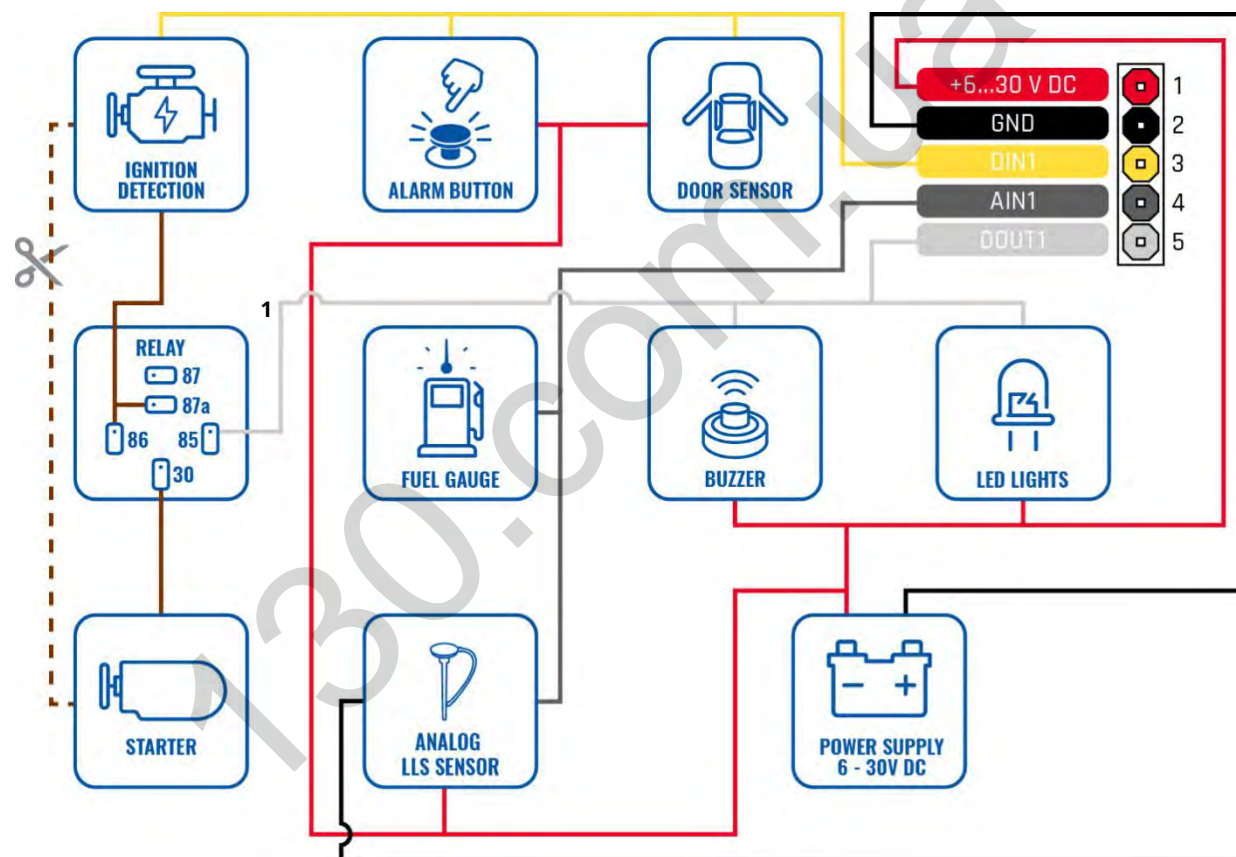 IGNITION
DETECTION
ALARM BUTTON
DOOR SENSOR
+6...30 V DC
1
GND
2
DIN1
3
AIN1
4
DOUT1
5
1
RELAY
87
87a
86
85
30
FUEL GAUGE
BUZZER
LED LIGHTS
STARTER
ANALOG
LLS SENSOR
POWER SUPPLY
6 - 30V DC
130.com.ua